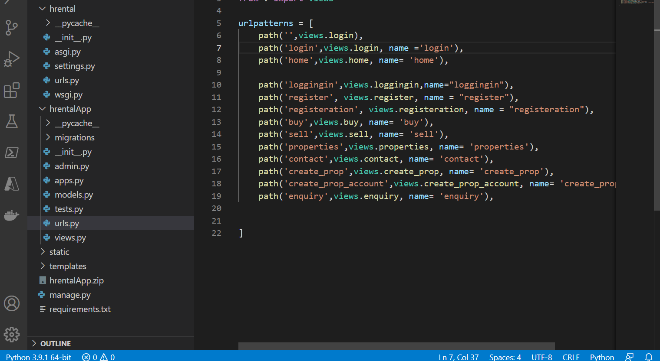 hrental
__pycache__
__init__.py
asgi.py
settings.py
urls.py
wsgi.py
hrentalApp
__pycache__
migrations
__init__.py
admin.py
apps.py
models.py
tests.py
urls.py
views.py
static
templates
hrentalApp.zip
manage.py
requirements.txt
OUTLINE
4
5 urlpatterns = [
6 path('',views.login),
7 path('login',views.login, name ='login'),
8 path('home',views.home, name= 'home'),
9
10 path('loggingin',views.loggingin,name="loggingin"),
11 path('register', views.register, name = "register"),
12 path('registeration', views.registeration, name = "registeration"),
13 path('buy',views.buy, name= 'buy'),
14 path('sell',views.sell, name= 'sell'),
15 path('properties',views.properties, name= 'properties'),
16 path('contact',views.contact, name= 'contact'),
17 path('create_prop',views.create_prop, name= 'create_prop'),
18 path('create_prop_account',views.create_prop_account, name= 'create_prop
19 path('enquiry',views.enquiry, name= 'enquiry'),
20
21
22 ]
Python 3.9.1 64-bit 0 0 Ln 7, Col 37 Spaces: 4 UTF-8 CRLF Python